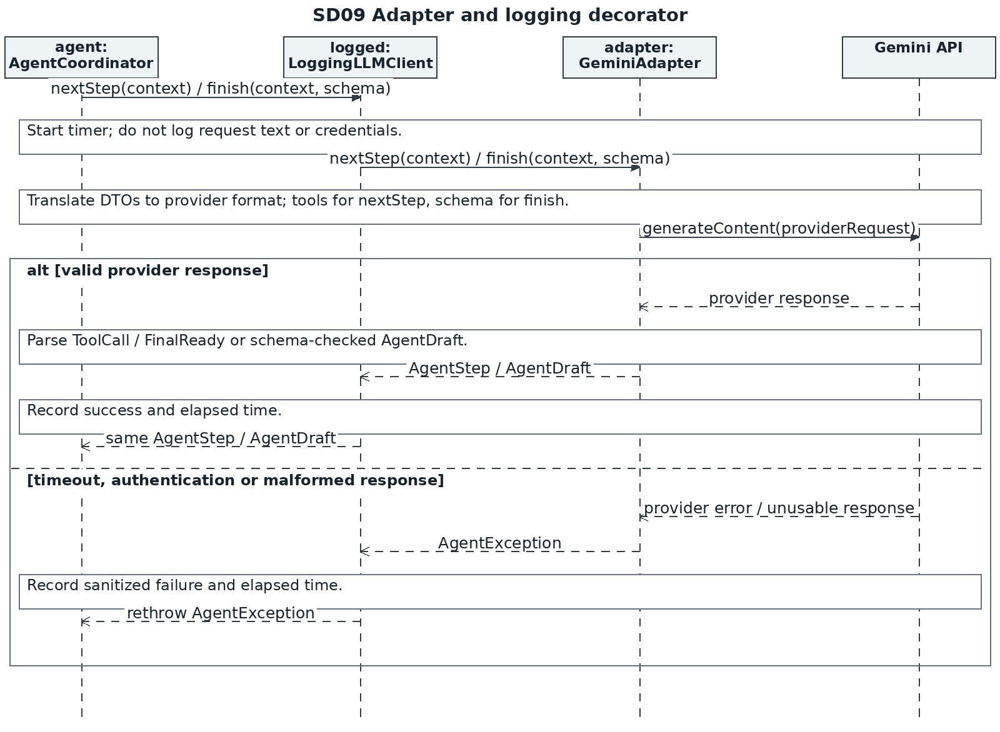 SD09 Adapter and logging decorator
agent:
AgentCoordinator
logged:
LoggingLLMClient
adapter:
GeminiAdapter
Gemini API
nextStep(context) / finish(context, schema)
Start timer; do not log request text or credentials.
nextStep(context) / finish(context, schema)
Translate DTOs to provider format; tools for nextStep, schema for finish.
generateContent(providerRequest)
alt [valid provider response]
provider response
Parse ToolCall / FinalReady or schema-checked AgentDraft.
AgentStep / AgentDraft
Record success and elapsed time.
same AgentStep / AgentDraft
[timeout, authentication or malformed response]
provider error / unusable response
AgentException
Record sanitized failure and elapsed time.
rethrow AgentException